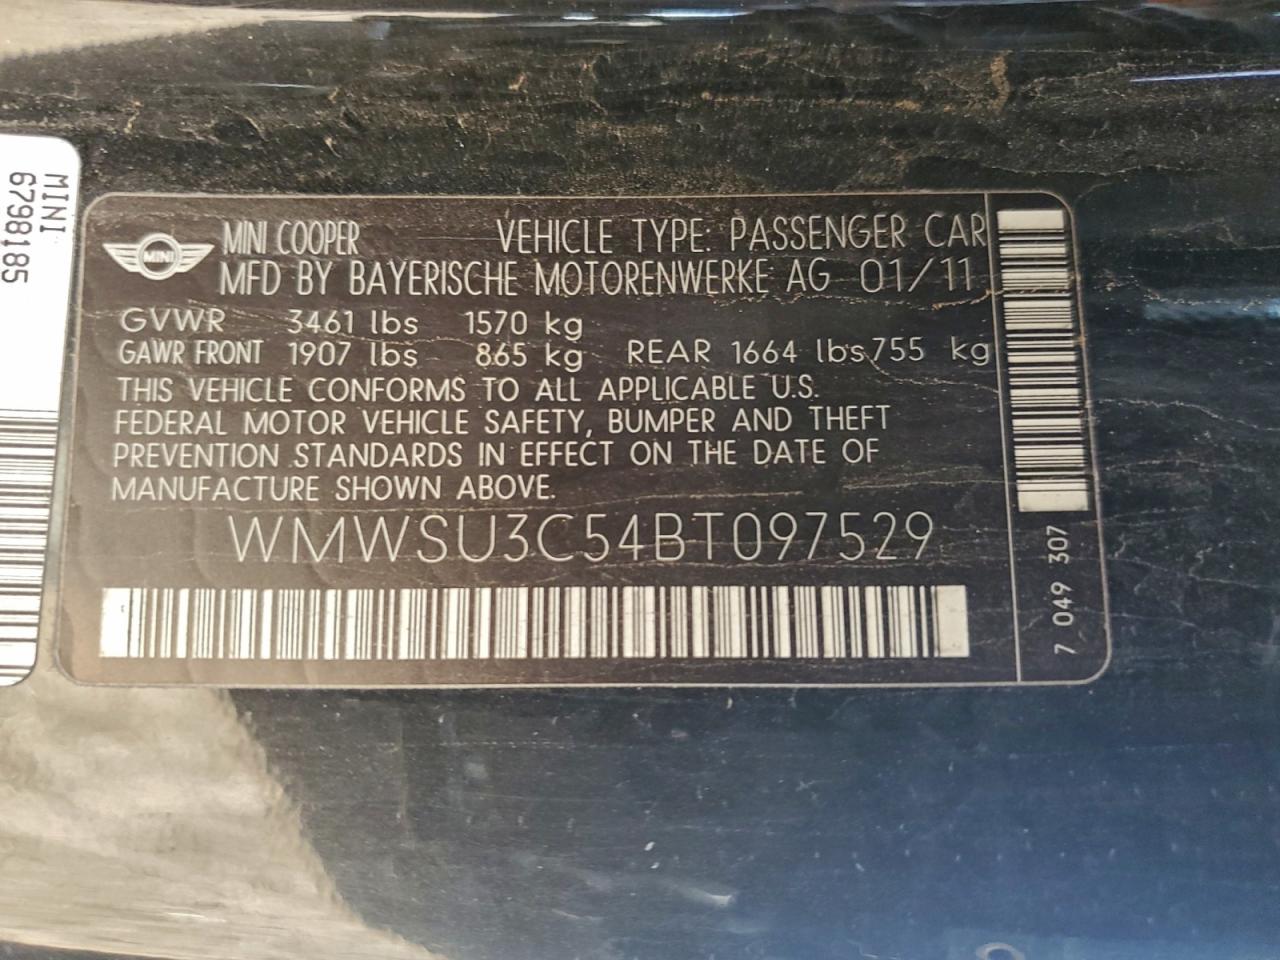 MINI
6798185
MINI
MINI COOPER VEHICLE TYPE: PASSENGER CAR
MFD BY BAYERISCHE MOTORENWERKE AG 01/11
GVWR 3461 lbs 1570 kg
GAWR FRONT 1907 lbs 865 kg REAR 1664 lbs 755 kg
THIS VEHICLE CONFORMS TO ALL APPLICABLE U.S.
FEDERAL MOTOR VEHICLE SAFETY, BUMPER AND THEFT
PREVENTION STANDARDS IN EFFECT ON THE DATE OF
MANUFACTURE SHOWN ABOVE.
WMWSU3C54BT097529
7 049 307